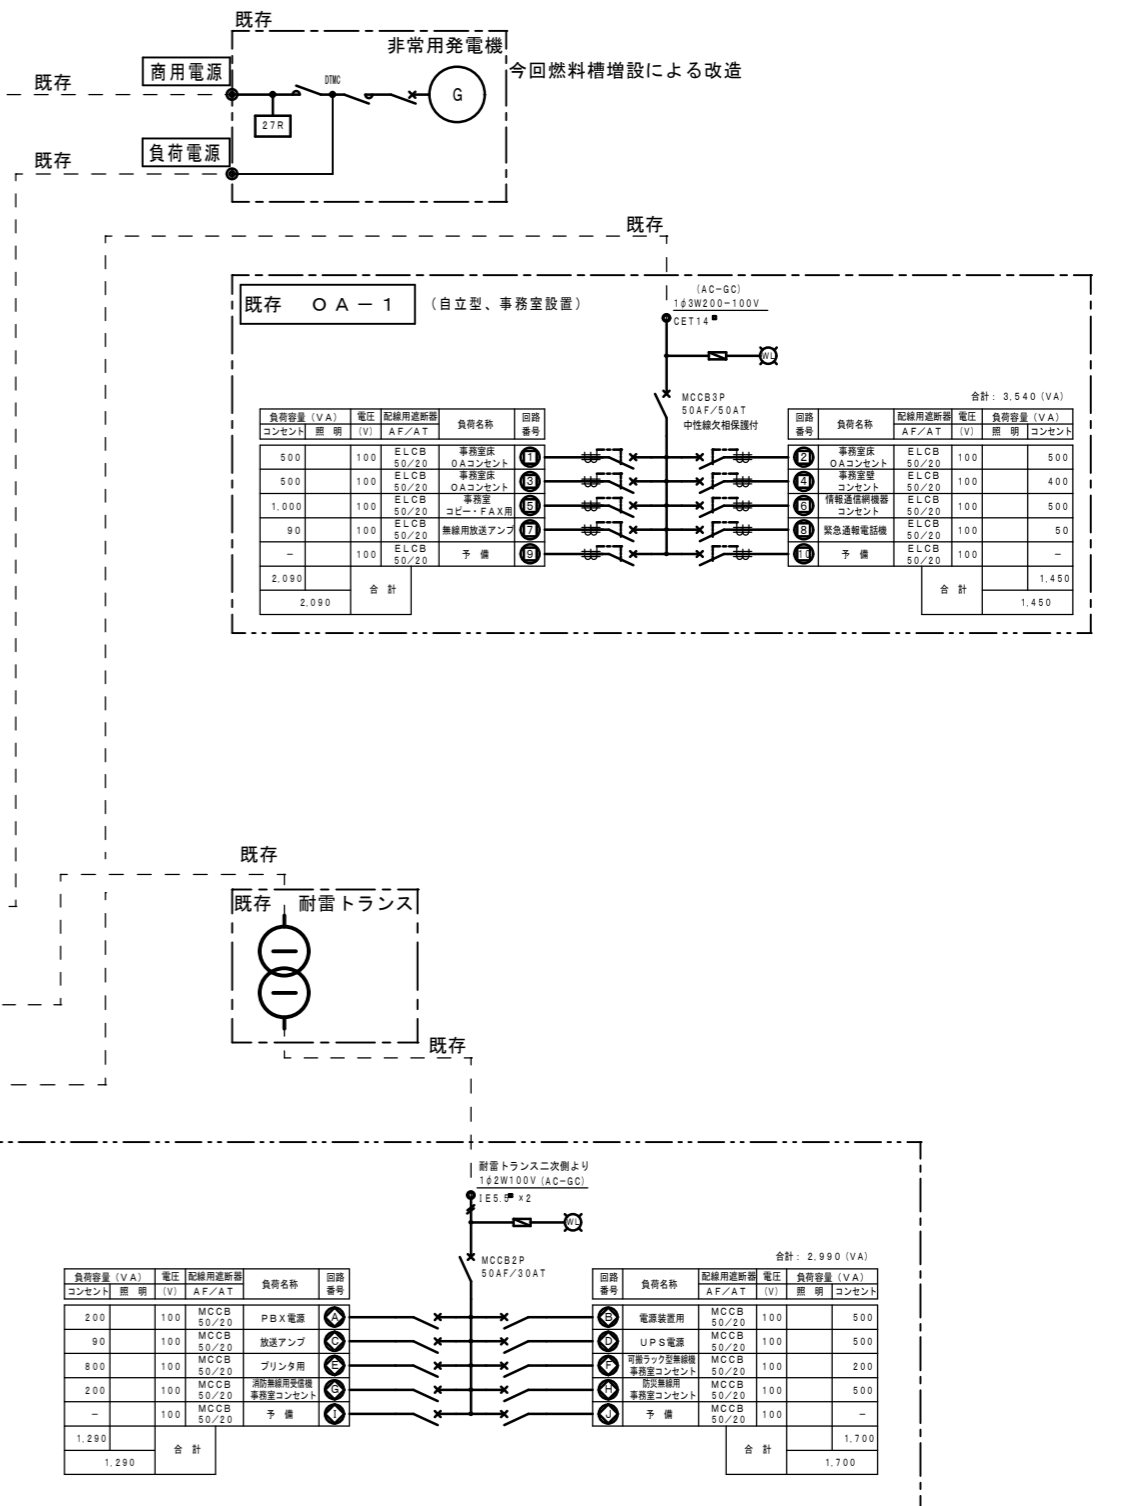 既存
非常用発電機
今回燃料槽増設による改造
既存
商用電源
DTMC
G
27R
既存
負荷電源
既存
既存 OA-1 (自立型、事務室設置)
(AC-GC)
1φ3W200-100V
CET14
WL
MCCB3P
50AF/50AT
中性線欠相保護付
合計: 3,540 (VA)
負荷容量 (VA) 電圧 配線用遮断器 負荷名称 回路
コンセント 照明 (V) AF/AT 番号
500 100 ELCB 50/20 事務室床 OAコンセント 1
500 100 ELCB 50/20 事務室床 OAコンセント 3
1,000 100 ELCB 50/20 事務室 コピー・FAX用 5
90 100 ELCB 50/20 無線用放送アンプ 7
- 100 ELCB 50/20 予備 9
2,090 合計
2,090
回路 負荷名称 配線用遮断器 電圧 負荷容量 (VA)
番号 AF/AT (V) 照明 コンセント
2 事務室床 OAコンセント ELCB 50/20 100 500
4 事務室壁 コンセント ELCB 50/20 100 400
6 情報通信網機器 コンセント ELCB 50/20 100 500
8 緊急通報電話機 ELCB 50/20 100 50
10 予備 ELCB 50/20 100 -
合計 1,450
1,450
既存
既存 耐雷トランス
既存
耐雷トランス二次側より
1φ2W100V (AC-GC)
IE5.5 ×2
WL
MCCB2P
50AF/30AT
合計: 2,990 (VA)
負荷容量 (VA) 電圧 配線用遮断器 負荷名称 回路
コンセント 照明 (V) AF/AT 番号
200 100 MCCB 50/20 PBX電源 A
90 100 MCCB 50/20 放送アンプ C
800 100 MCCB 50/20 プリンタ用 E
200 100 MCCB 50/20 消防無線用受信機 事務室コンセント G
- 100 MCCB 50/20 予備 I
1,290 合計
1,290
回路 負荷名称 配線用遮断器 電圧 負荷容量 (VA)
番号 AF/AT (V) 照明 コンセント
B 電源装置用 MCCB 50/20 100 500
D UPS電源 MCCB 50/20 100 500
F 可搬ラック型無線機 事務室コンセント MCCB 50/20 100 200
H 防災無線用 事務室コンセント MCCB 50/20 100 500
J 予備 MCCB 50/20 100 -
合計 1,700
1,700